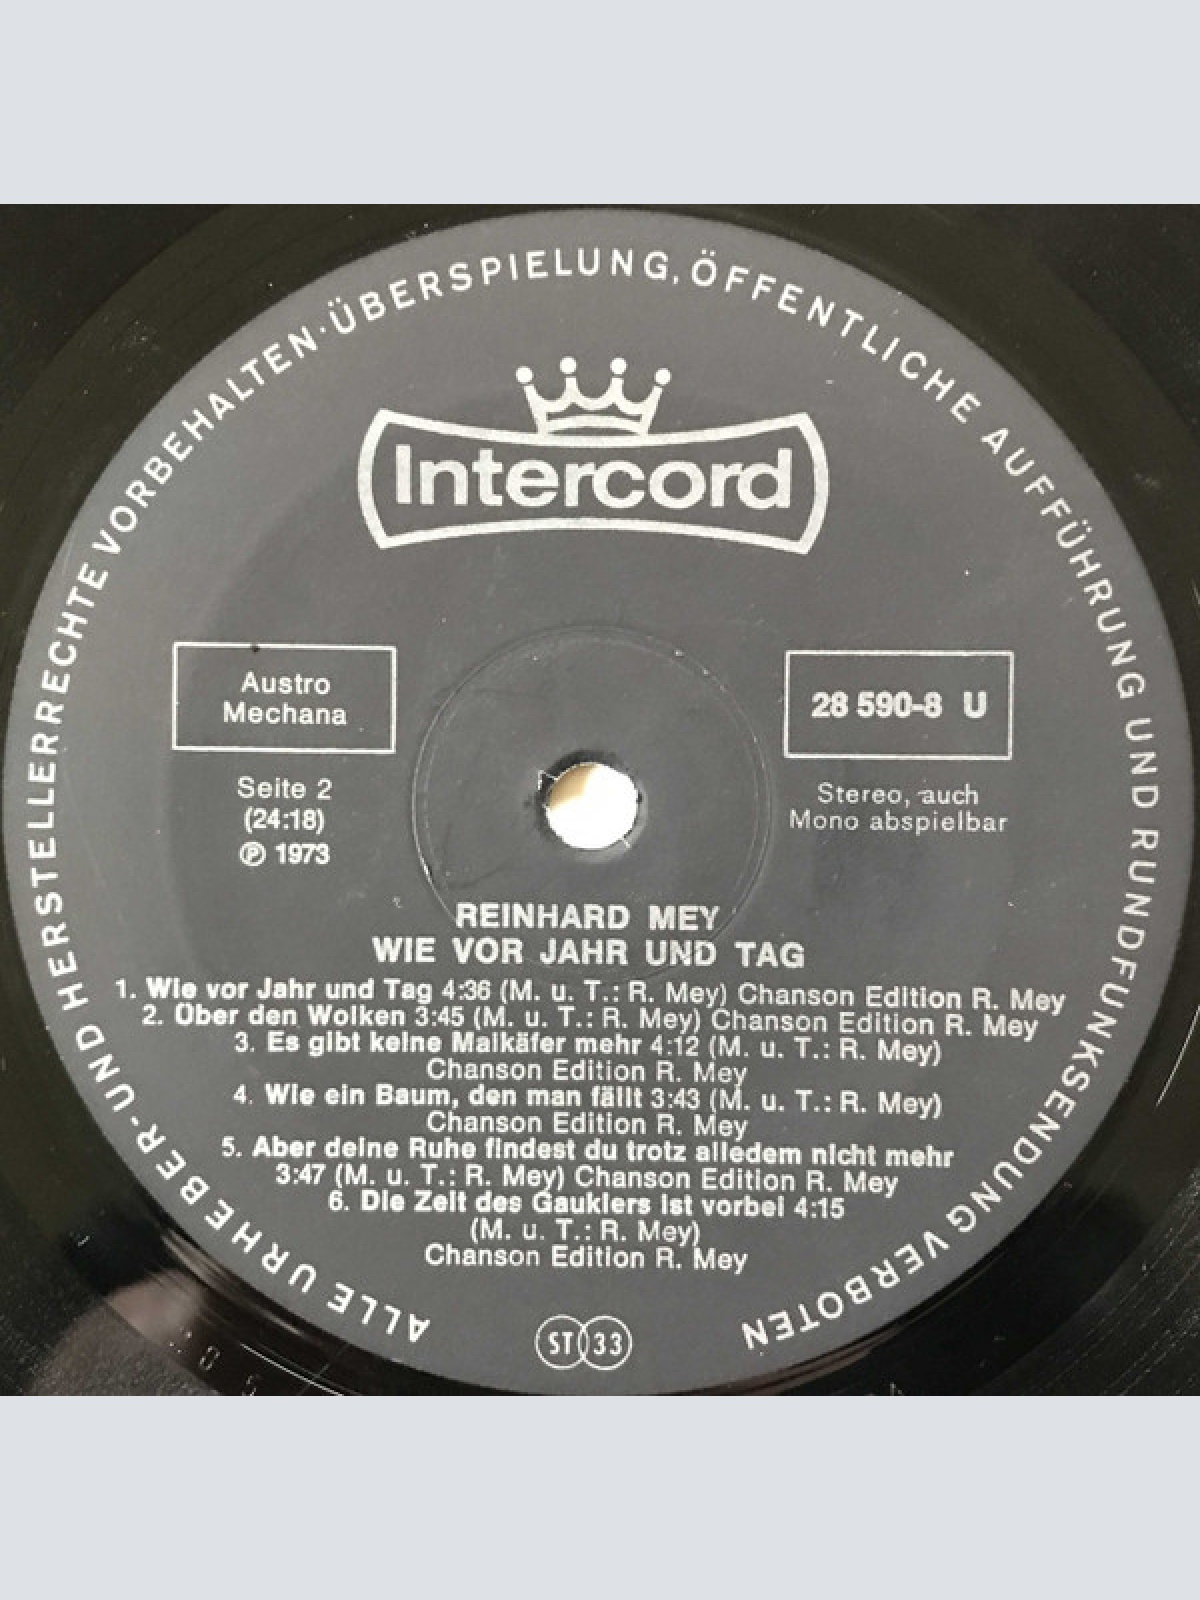 ALLE URHEBER- UND HERSTELLERRECHTE VORBEHALTEN · ÜBERSPIELUNG, ÖFFENTLICHE AUFFÜHRUNG UND RUNDFUNKSENDUNG VERBOTEN
Intercord
Austro
Mechana
28 590-8 U
Seite 2
(24:18)
℗ 1973
Stereo, auch
Mono abspielbar
REINHARD MEY
WIE VOR JAHR UND TAG
1. Wie vor Jahr und Tag 4:36 (M. u. T.: R. Mey) Chanson Edition R. Mey
2. Über den Wolken 3:45 (M. u. T.: R. Mey) Chanson Edition R. Mey
3. Es gibt keine Maikäfer mehr 4:12 (M. u. T.: R. Mey)
Chanson Edition R. Mey
4. Wie ein Baum, den man fällt 3:43 (M. u. T.: R. Mey)
Chanson Edition R. Mey
5. Aber deine Ruhe findest du trotz alledem nicht mehr
3:47 (M. u. T.: R. Mey) Chanson Edition R. Mey
6. Die Zeit des Gauklers ist vorbei 4:15
(M. u. T.: R. Mey)
Chanson Edition R. Mey
ST 33